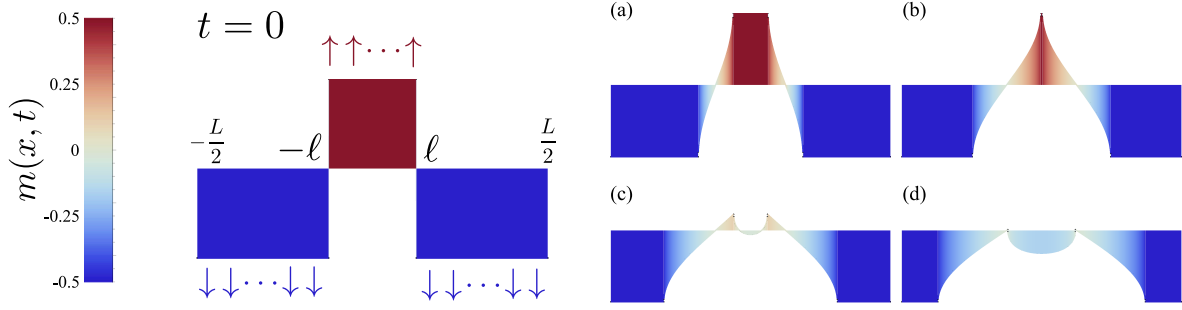 m(x, t)
0.5
0.25
0
-0.25
-0.5
t = 0
↑ ↑ ··· ↑
-L/2
-ℓ
ℓ
L/2
↓ ↓ ··· ↓ ↓
↓ ↓ ··· ↓ ↓
(a)
(b)
(c)
(d)